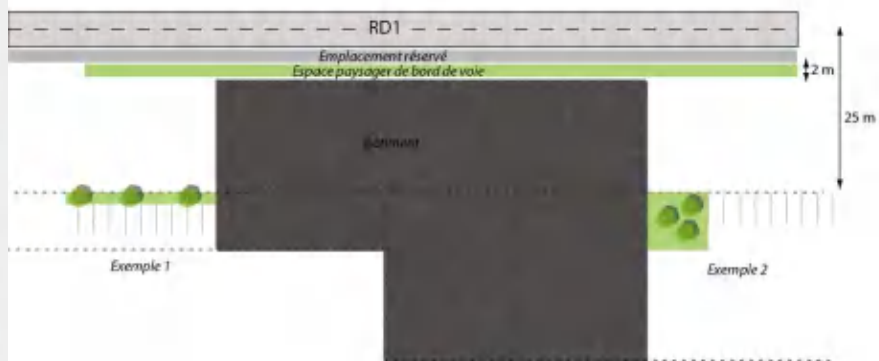 RD1
Emplacement réservé
Espace paysager de bord de voie
2 m
25 m
Bâtiment
Exemple 1
Exemple 2